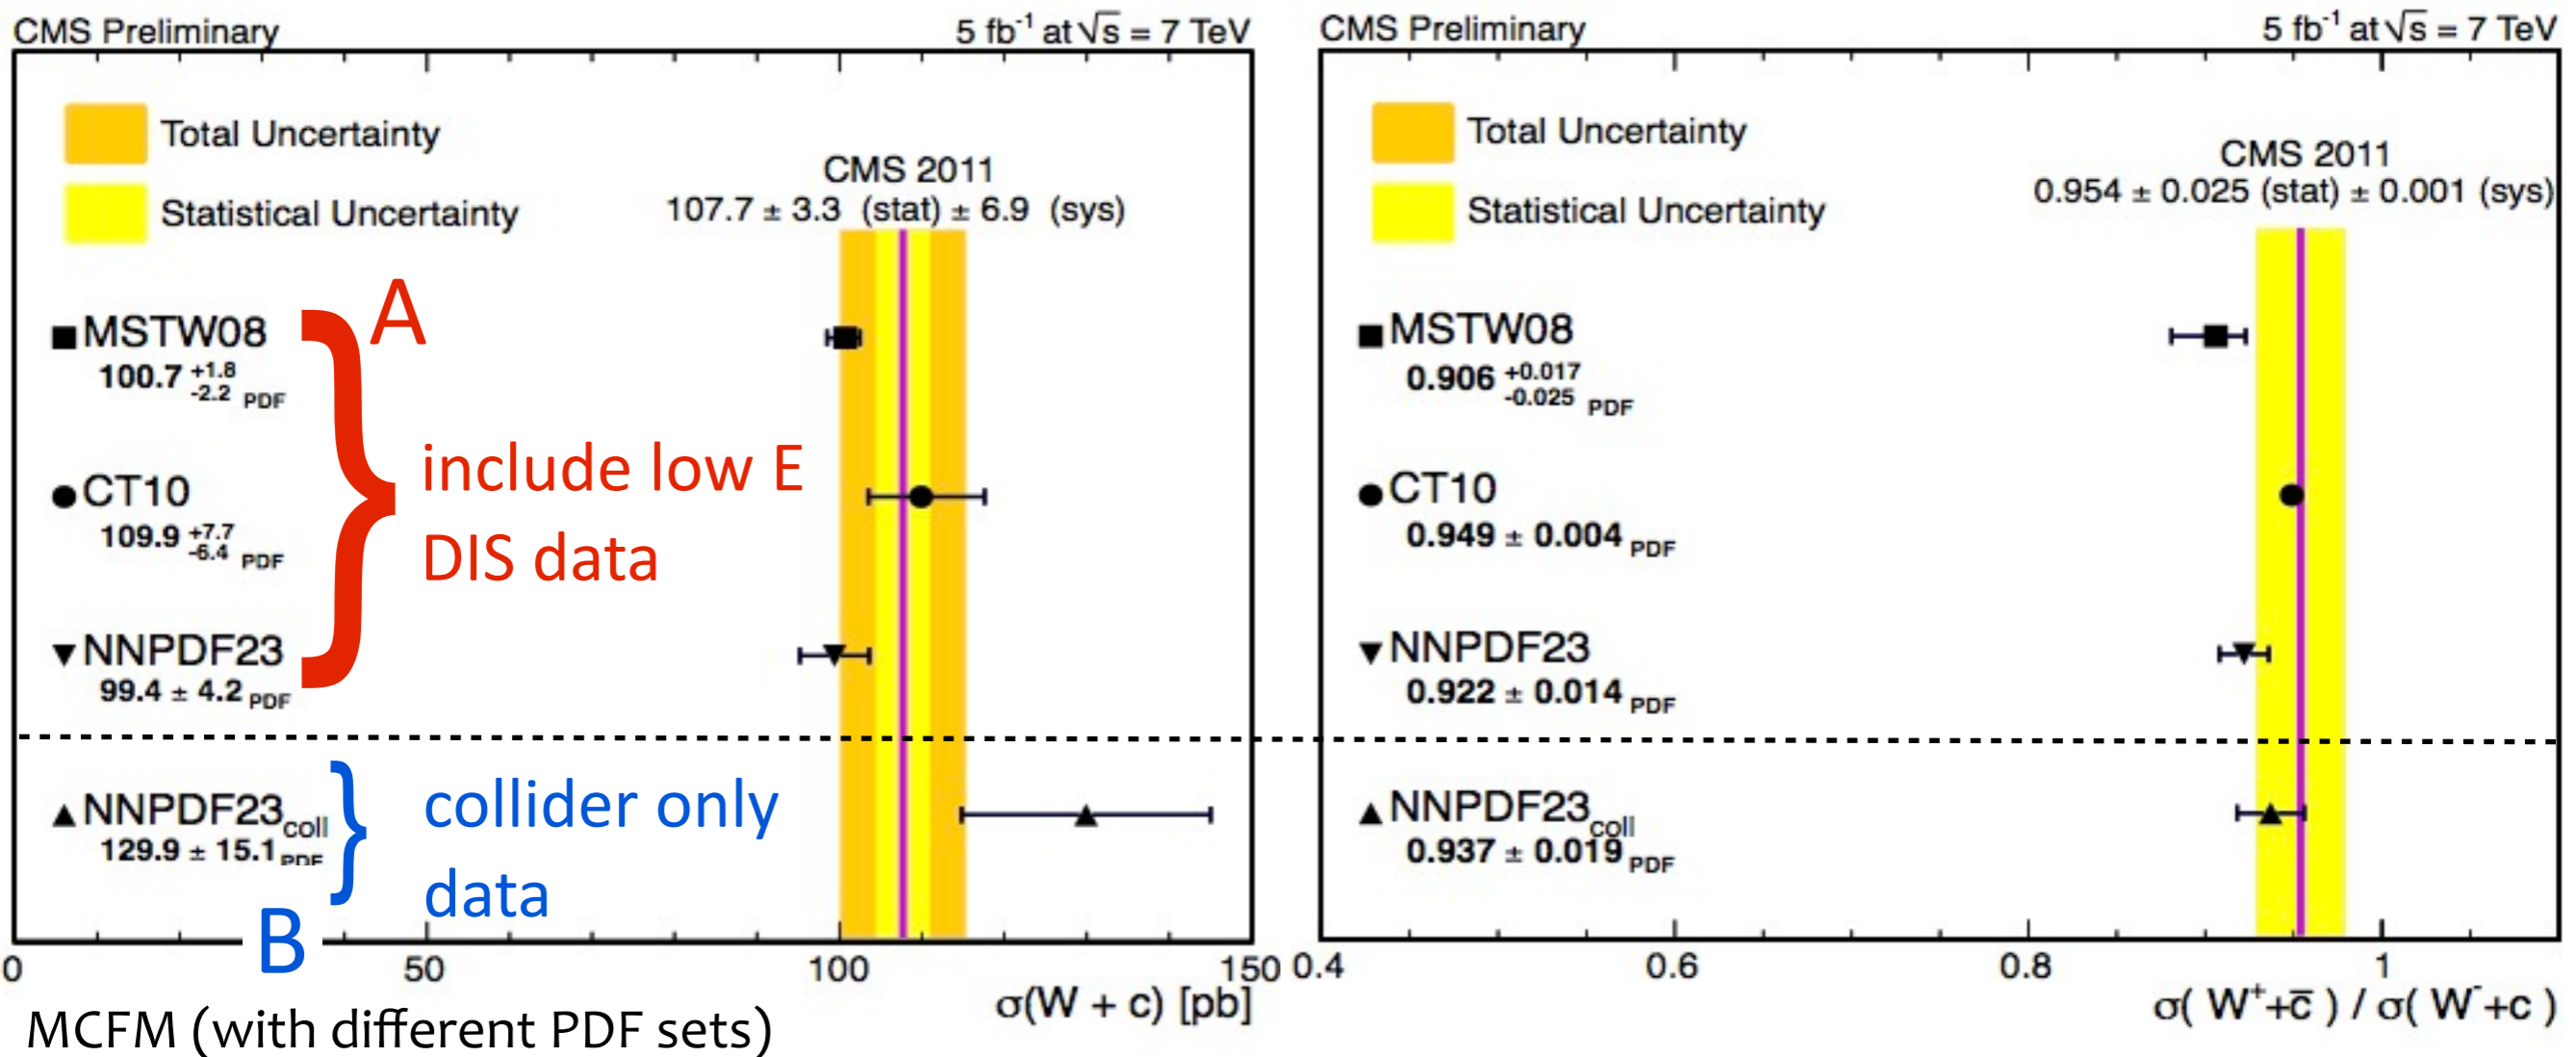 CMS Preliminary
5 fb⁻¹ at √s = 7 TeV
Total Uncertainty
Statistical Uncertainty
CMS 2011
107.7 ± 3.3 (stat) ± 6.9 (sys)
A
MSTW08
100.7 +1.8 -2.2 PDF
include low E
DIS data
CT10
109.9 +7.7 -6.4 PDF
NNPDF23
99.4 ± 4.2 PDF
NNPDF23coll
129.9 ± 15.1 PDF
collider only
data
B
0 50 100 150
σ(W + c) [pb]
MCFM (with different PDF sets)
CMS Preliminary
5 fb⁻¹ at √s = 7 TeV
Total Uncertainty
Statistical Uncertainty
CMS 2011
0.954 ± 0.025 (stat) ± 0.001 (sys)
MSTW08
0.906 +0.017 -0.025 PDF
CT10
0.949 ± 0.004 PDF
NNPDF23
0.922 ± 0.014 PDF
NNPDF23coll
0.937 ± 0.019 PDF
0.4 0.6 0.8 1
σ( W⁺+c̅ ) / σ( W⁻+c )